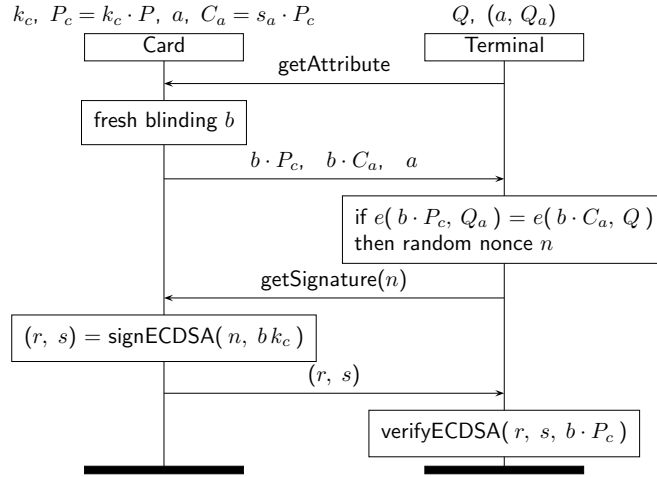 k_c, P_c = k_c · P, a, C_a = s_a · P_c
Q, (a, Q_a)
Card
Terminal
getAttribute
fresh blinding b
b · P_c, b · C_a, a
if e( b · P_c, Q_a ) = e( b · C_a, Q )
then random nonce n
getSignature(n)
(r, s) = signECDSA( n, b k_c )
(r, s)
verifyECDSA( r, s, b · P_c )